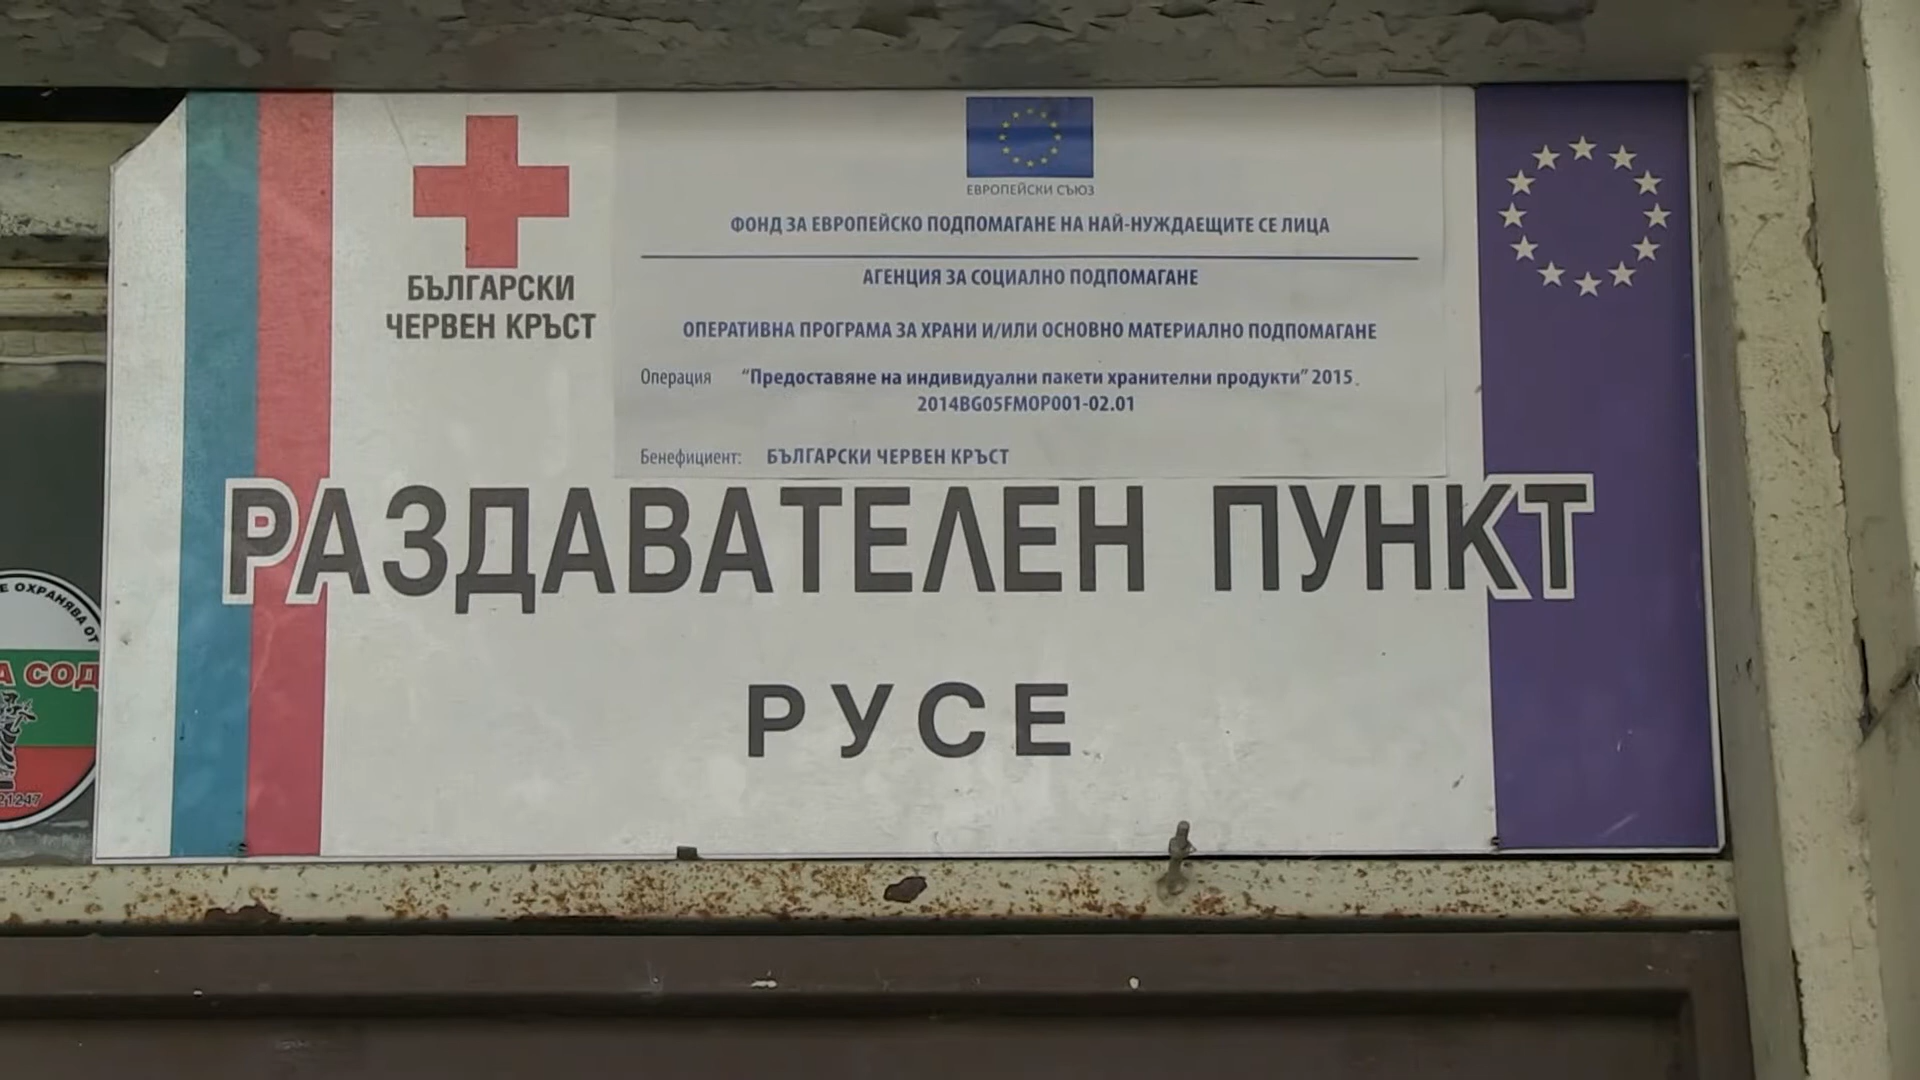 БЪЛГАРСКИ
ЧЕРВЕН КРЪСТ
ЕВРОПЕЙСКИ СЪЮЗ
ФОНД ЗА ЕВРОПЕЙСКО ПОДПОМАГАНЕ НА НАЙ-НУЖДАЕЩИТЕ СЕ ЛИЦА
АГЕНЦИЯ ЗА СОЦИАЛНО ПОДПОМАГАНЕ
ОПЕРАТИВНА ПРОГРАМА ЗА ХРАНИ И/ИЛИ ОСНОВНО МАТЕРИАЛНО ПОДПОМАГАНЕ
Операция "Предоставяне на индивидуални пакети хранителни продукти" 2015.
2014BG05FMOP001-02.01
Бенефициент: БЪЛГАРСКИ ЧЕРВЕН КРЪСТ
РАЗДАВАТЕЛЕН ПУНКТ
РУСЕ
Е ОХРАНЯВА ОТ
А СОД
21247